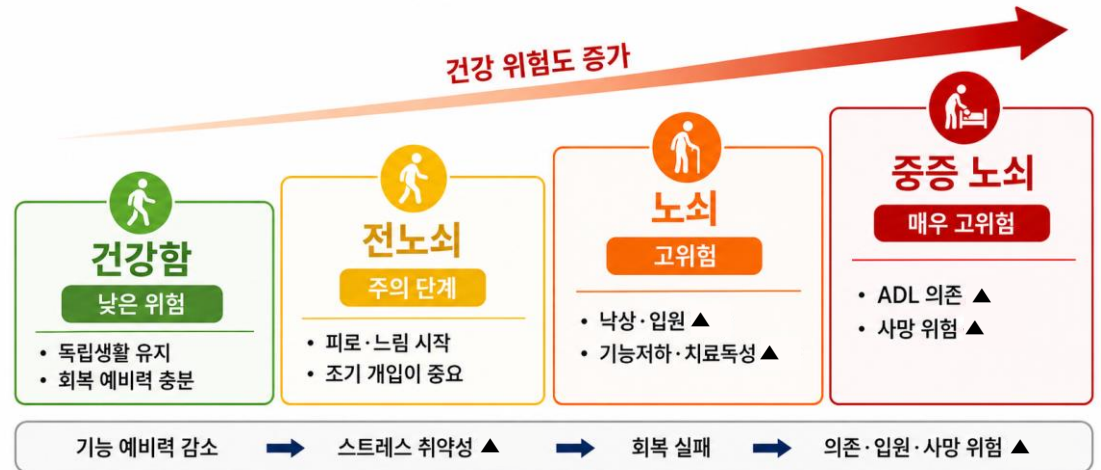 건강 위험도 증가
건강함
낮은 위험
• 독립생활 유지
• 회복 예비력 충분
전노쇠
주의 단계
• 피로·느림 시작
• 조기 개입이 중요
노쇠
고위험
• 낙상·입원 ▲
• 기능저하·치료독성 ▲
중증 노쇠
매우 고위험
• ADL 의존 ▲
• 사망 위험 ▲
기능 예비력 감소 ➡ 스트레스 취약성 ▲ ➡ 회복 실패 ➡ 의존·입원·사망 위험 ▲